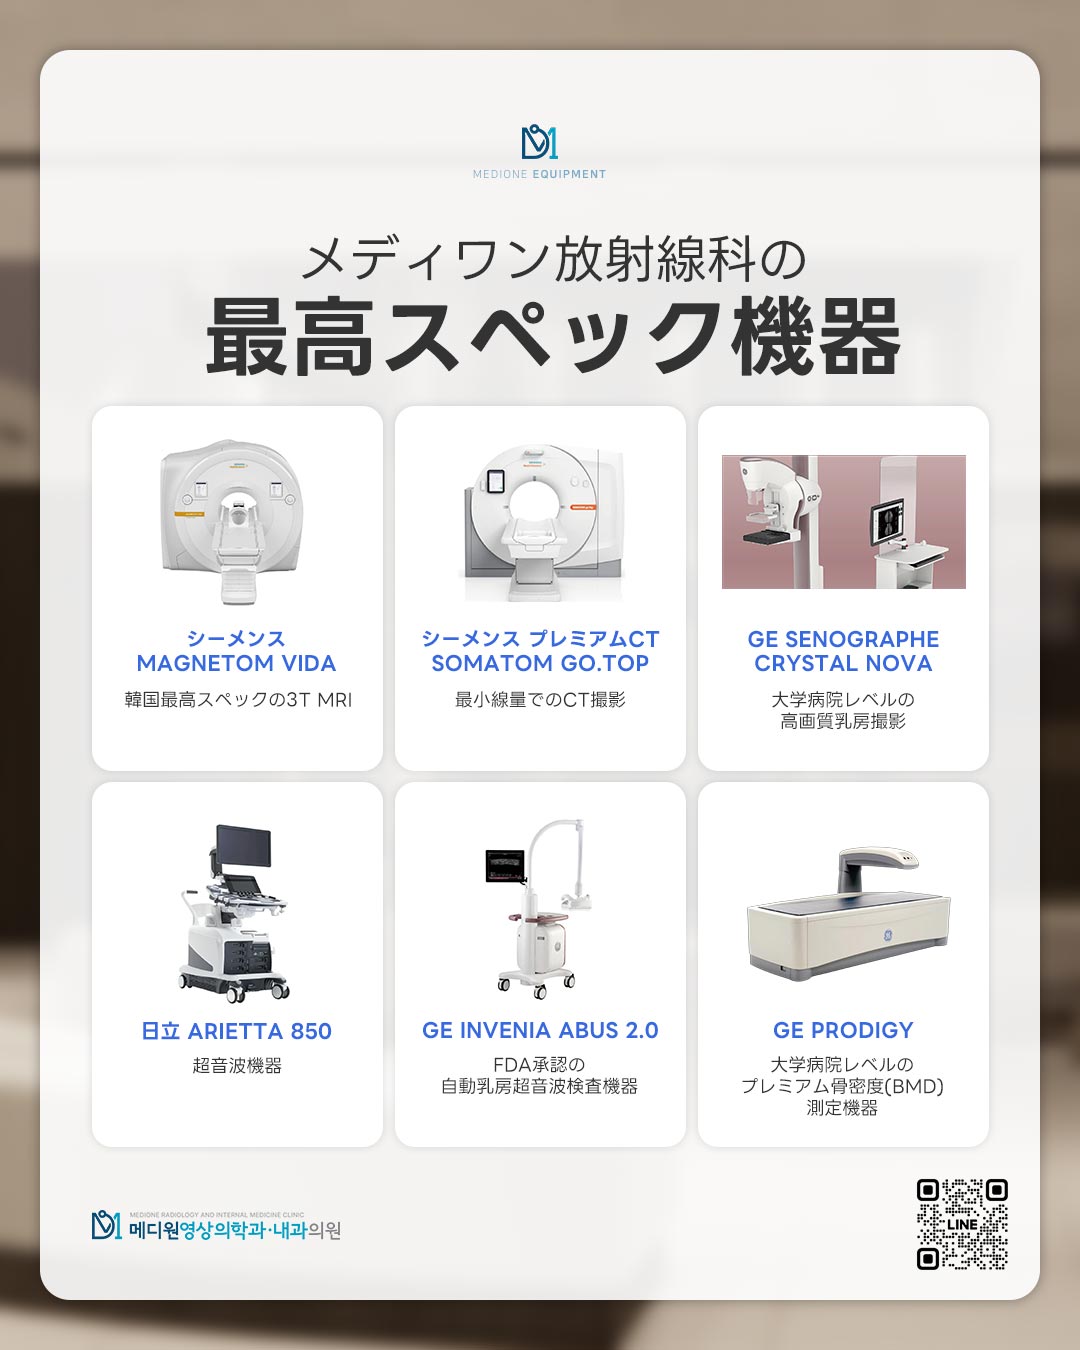 MEDIONE EQUIPMENT
メディワン放射線科の
最高スペック機器
シーメンス
MAGNETOM VIDA
韓国最高スペックの3T MRI
シーメンス プレミアムCT
SOMATOM GO.TOP
最小線量でのCT撮影
GE SENOGRAPHE
CRYSTAL NOVA
大学病院レベルの
高画質乳房撮影
日立 ARIETTA 850
超音波機器
GE INVENIA ABUS 2.0
FDA承認の
自動乳房超音波検査機器
GE PRODIGY
大学病院レベルの
プレミアム骨密度(BMD)
測定機器
MEDIONE RADIOLOGY AND INTERNAL MEDICINE CLINIC
메디원영상의학과·내과의원
LINE